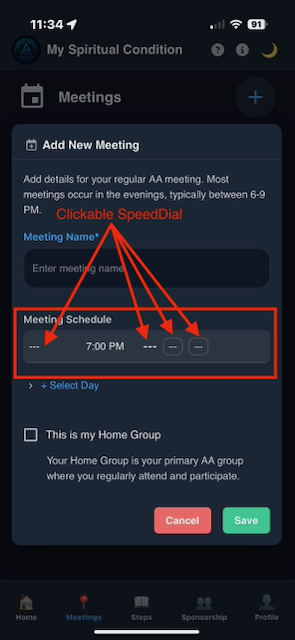 11:34
91
My Spiritual Condition
Meetings
Add New Meeting
Add details for your regular AA meeting. Most
meetings occur in the evenings, typically between 6-9
PM.
Clickable SpeedDial
Meeting Name*
Enter meeting name
Meeting Schedule
--- 7:00 PM --- --- ---
> + Select Day
This is my Home Group
Your Home Group is your primary AA group
where you regularly attend and participate.
Cancel Save
Home Meetings Steps Sponsorship Profile